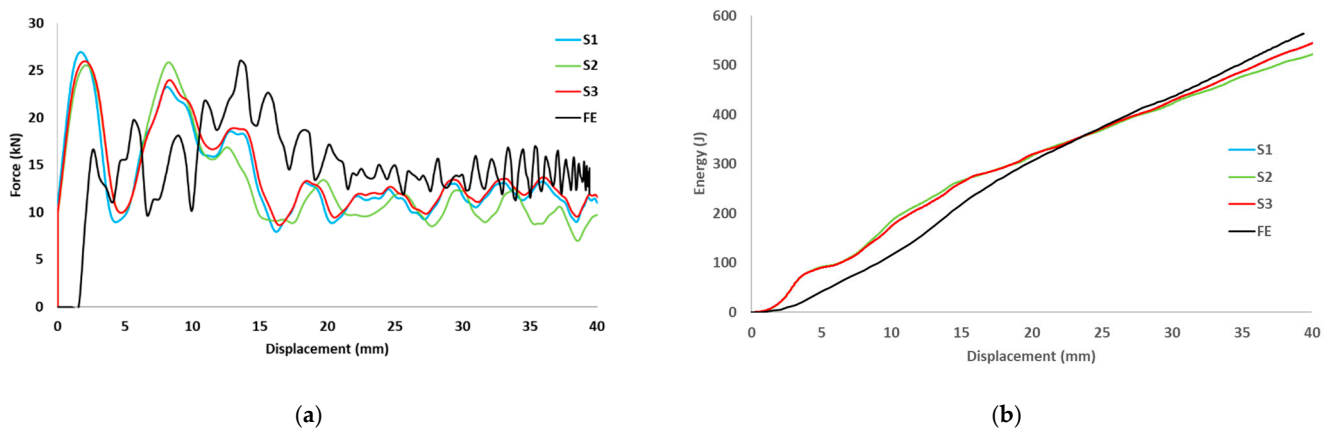 30
25
20
15
10
5
0
Force (kN)
0 5 10 15 20 25 30 35 40
Displacement (mm)
S1
S2
S3
FE
(a)
600
500
400
300
200
100
0
Energy (J)
0 5 10 15 20 25 30 35 40
Displacement (mm)
S1
S2
S3
FE
(b)